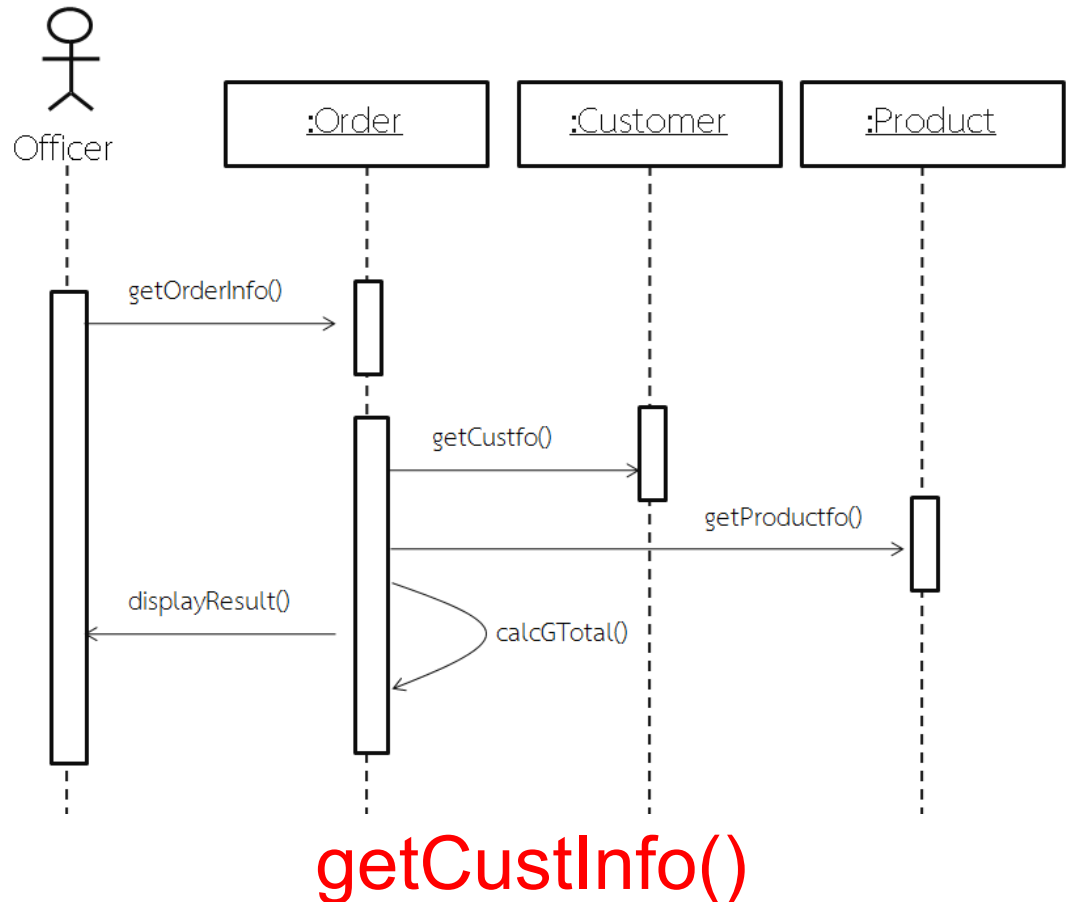 Officer
:Order
:Customer
:Product
getOrderInfo()
getCustfo()
getProductfo()
displayResult()
calcGTotal()
getCustInfo()